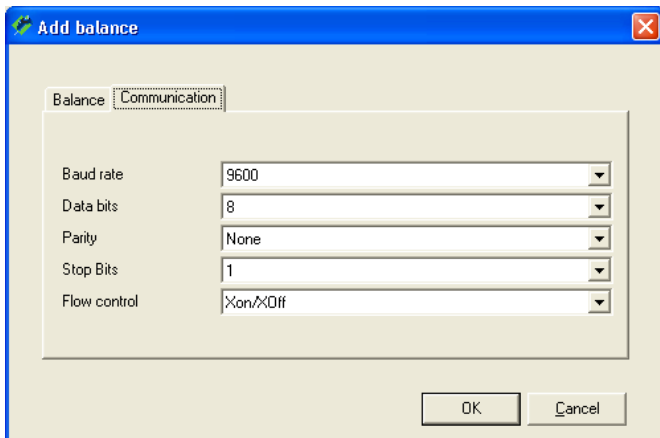 Add balance
Balance Communication
Baud rate 9600
Data bits 8
Parity None
Stop Bits 1
Flow control Xon/XOff
OK Cancel